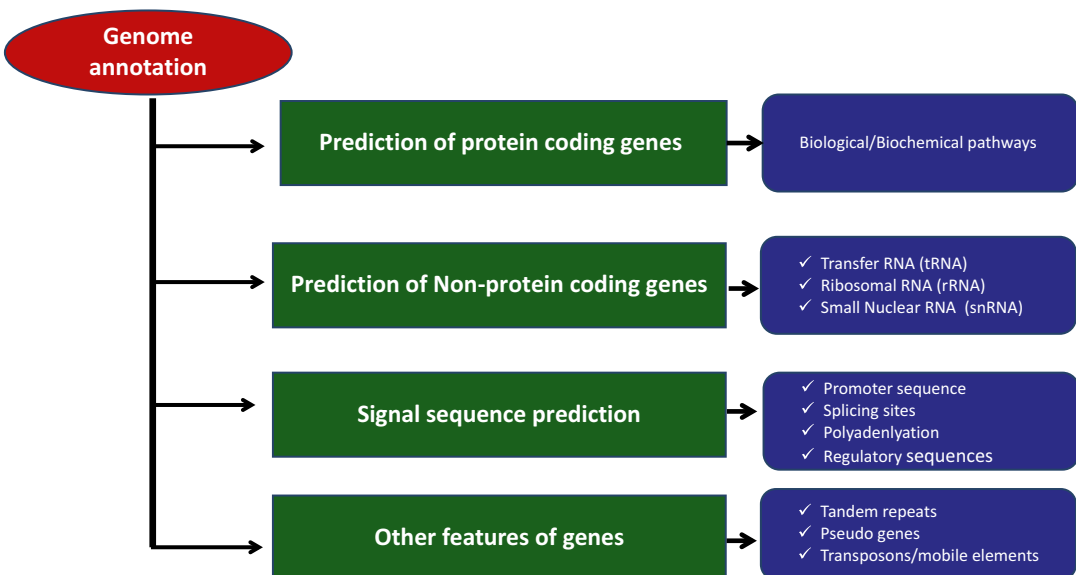 Genome
annotation
Prediction of protein coding genes
Biological/Biochemical pathways
Prediction of Non-protein coding genes
✓ Transfer RNA (tRNA)
✓ Ribosomal RNA (rRNA)
✓ Small Nuclear RNA (snRNA)
Signal sequence prediction
✓ Promoter sequence
✓ Splicing sites
✓ Polyadenlyation
✓ Regulatory sequences
Other features of genes
✓ Tandem repeats
✓ Pseudo genes
✓ Transposons/mobile elements